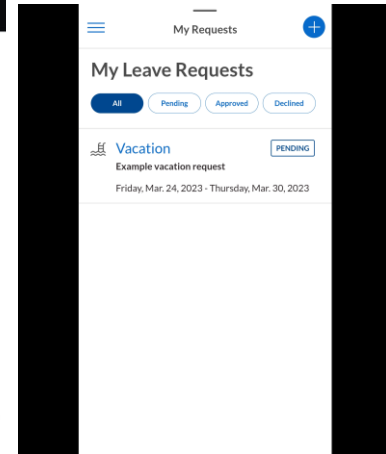 My Requests
My Leave Requests
All Pending Approved Declined
Vacation PENDING
Example vacation request
Friday, Mar. 24, 2023 - Thursday, Mar. 30, 2023